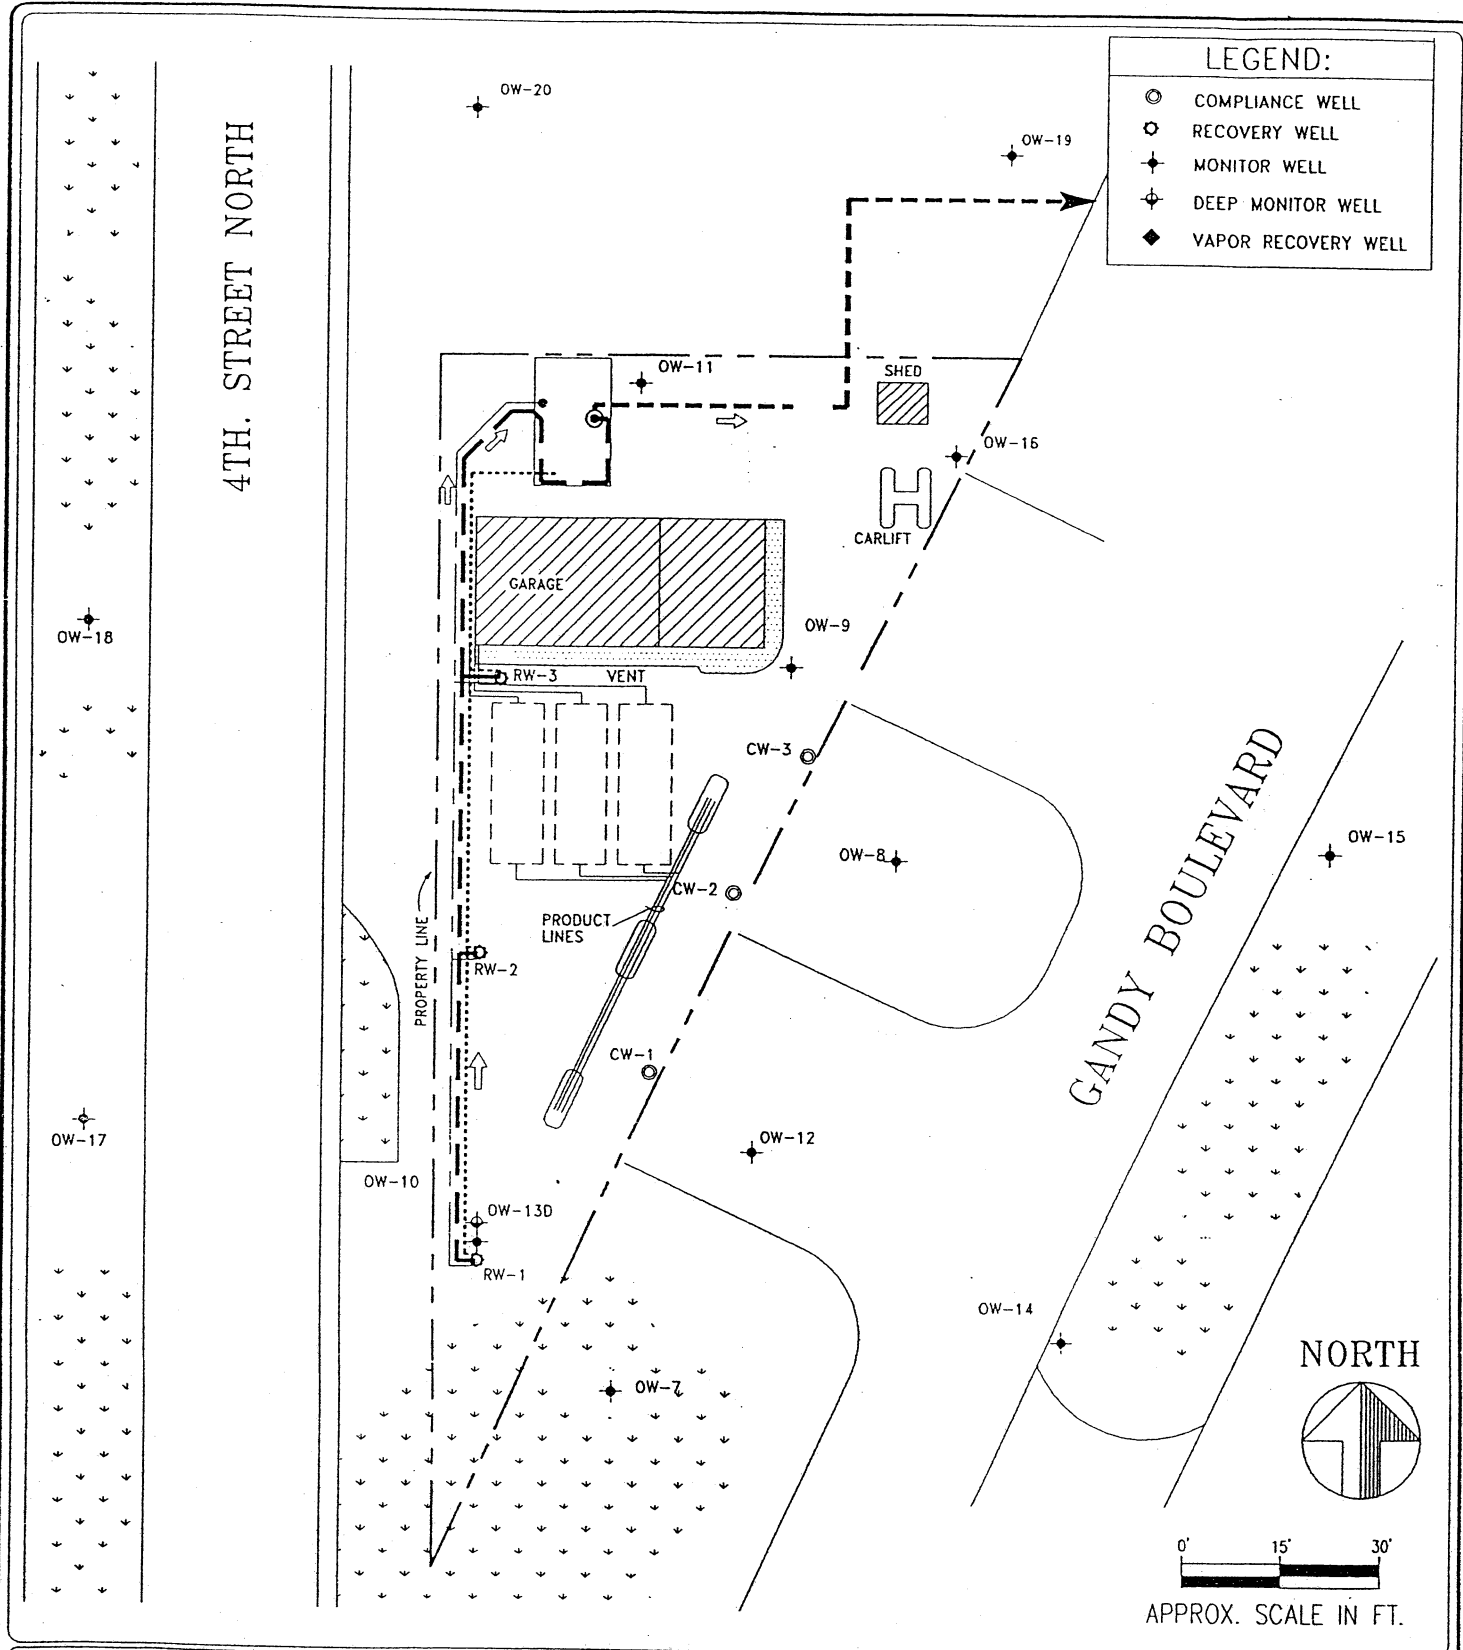 LEGEND:
COMPLIANCE WELL
RECOVERY WELL
MONITOR WELL
DEEP MONITOR WELL
VAPOR RECOVERY WELL
OW-20
OW-19
4TH. STREET NORTH
OW-11
SHED
OW-16
CARLIFT
GARAGE
OW-9
OW-18
RW-3
VENT
CW-3
GANDY BOULEVARD
OW-8
OW-15
CW-2
PRODUCT
LINES
PROPERTY LINE
RW-2
CW-1
OW-17
OW-12
OW-10
OW-13D
RW-1
OW-14
OW-7
NORTH
0' 15' 30'
APPROX. SCALE IN FT.